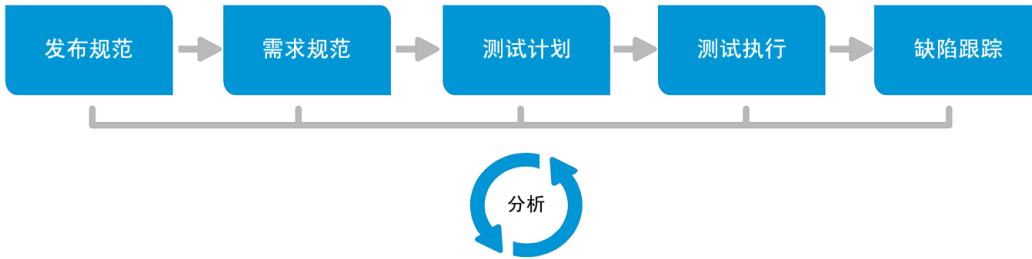 发布规范
需求规范
测试计划
测试执行
缺陷跟踪
分析